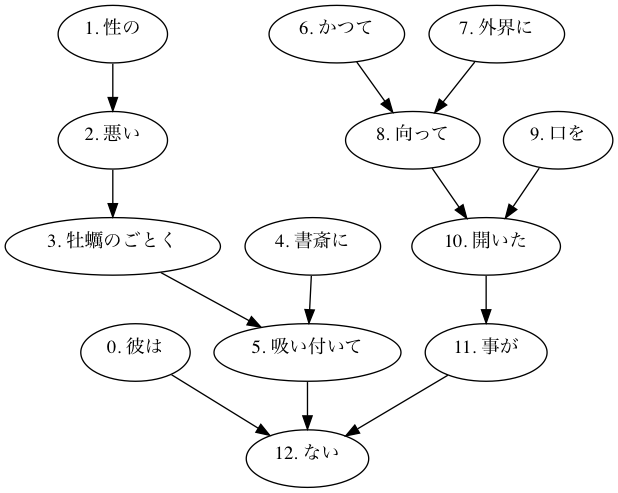 1. 性の
6. かつて
7. 外界に
2. 悪い
8. 向って
9. 口を
3. 牡蠣のごとく
4. 書斎に
10. 開いた
0. 彼は
5. 吸い付いて
11. 事が
12. ない